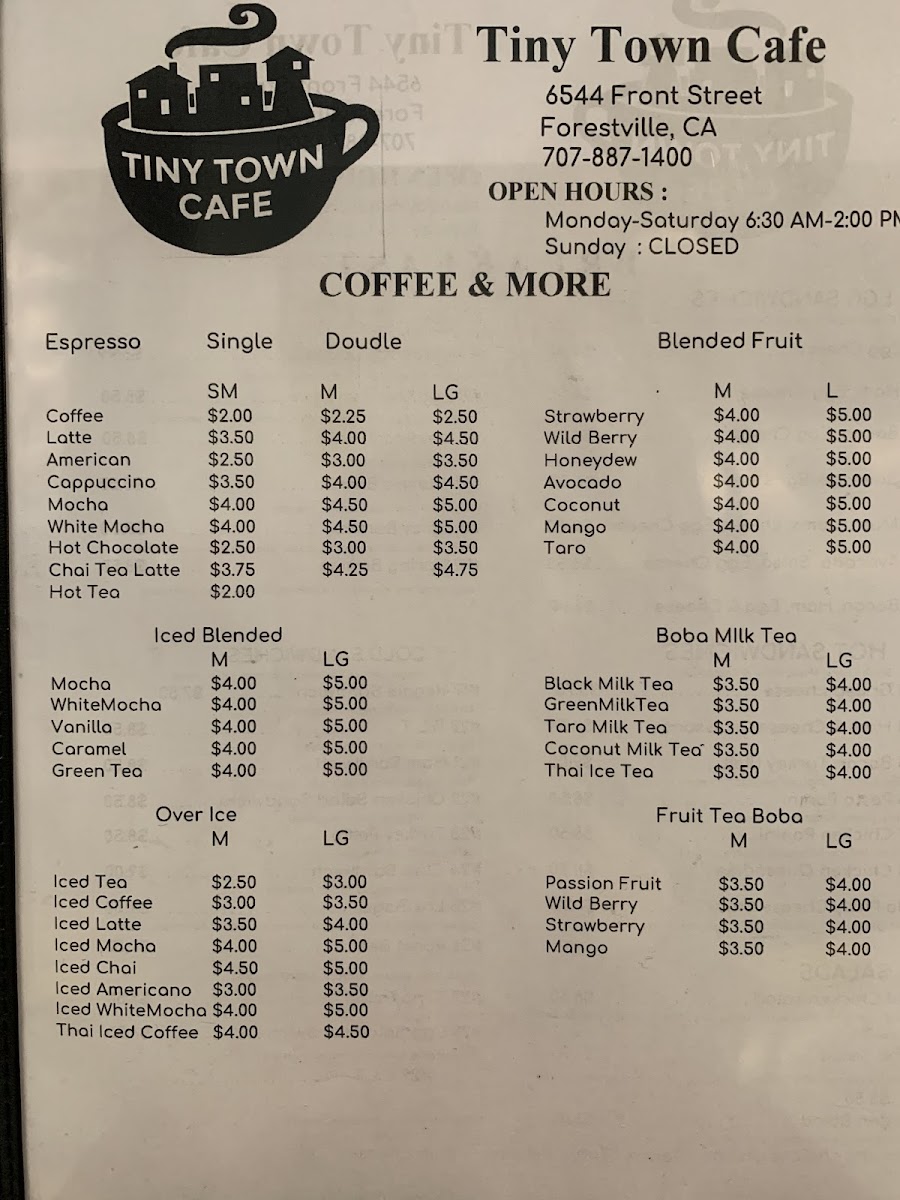 TINY TOWN
CAFE
Tiny Town Cafe
6544 Front Street
Forestville, CA
707-887-1400
OPEN HOURS :
Monday-Saturday 6:30 AM-2:00 PM
Sunday : CLOSED
COFFEE & MORE
Espresso Single Doudle
SM M LG
Coffee $2.00 $2.25 $2.50
Latte $3.50 $4.00 $4.50
American $2.50 $3.00 $3.50
Cappuccino $3.50 $4.00 $4.50
Mocha $4.00 $4.50 $5.00
White Mocha $4.00 $4.50 $5.00
Hot Chocolate $2.50 $3.00 $3.50
Chai Tea Latte $3.75 $4.25 $4.75
Hot Tea $2.00
Blended Fruit
M L
Strawberry $4.00 $5.00
Wild Berry $4.00 $5.00
Honeydew $4.00 $5.00
Avocado $4.00 $5.00
Coconut $4.00 $5.00
Mango $4.00 $5.00
Taro $4.00 $5.00
Iced Blended
M LG
Mocha $4.00 $5.00
WhiteMocha $4.00 $5.00
Vanilla $4.00 $5.00
Caramel $4.00 $5.00
Green Tea $4.00 $5.00
Boba MIlk Tea
M LG
Black Milk Tea $3.50 $4.00
GreenMilkTea $3.50 $4.00
Taro Milk Tea $3.50 $4.00
Coconut Milk Tea $3.50 $4.00
Thai Ice Tea $3.50 $4.00
Over Ice
M LG
Iced Tea $2.50 $3.00
Iced Coffee $3.00 $3.50
Iced Latte $3.50 $4.00
Iced Mocha $4.00 $5.00
Iced Chai $4.50 $5.00
Iced Americano $3.00 $3.50
Iced WhiteMocha $4.00 $5.00
Thai Iced Coffee $4.00 $4.50
Fruit Tea Boba
M LG
Passion Fruit $3.50 $4.00
Wild Berry $3.50 $4.00
Strawberry $3.50 $4.00
Mango $3.50 $4.00